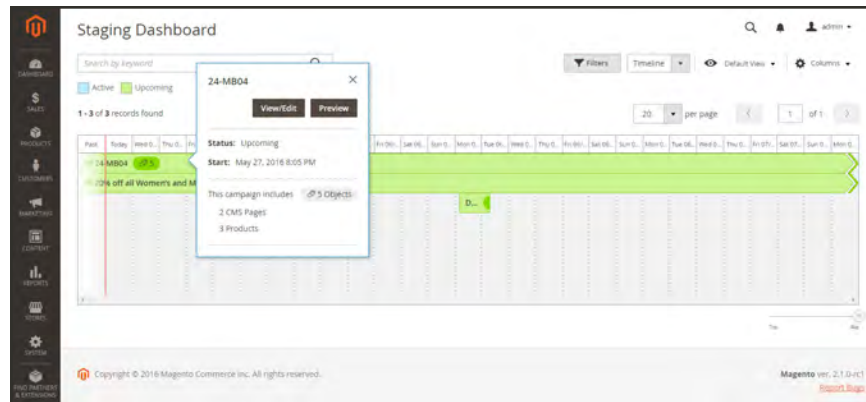 Staging Dashboard
admin
DASHBOARD
SALES
PRODUCTS
CUSTOMERS
MARKETING
CONTENT
REPORTS
STORES
SYSTEM
FIND PARTNERS
& EXTENSIONS
Search by keyword
Filters
Timeline
Default View
Columns
Active
Upcoming
1 - 3 of 3 records found
20
per page
1
of 1
Past
Today
24-MB04
5
20% off all Women's and M
D...
24-MB04
View/Edit
Preview
Status: Upcoming
Start: May 27, 2016 8:05 PM
This campaign includes
5 Objects
2 CMS Pages
3 Products
Copyright © 2016 Magento Commerce Inc. All rights reserved.
Magento ver. 2.1.0-rc1
Report Bugs